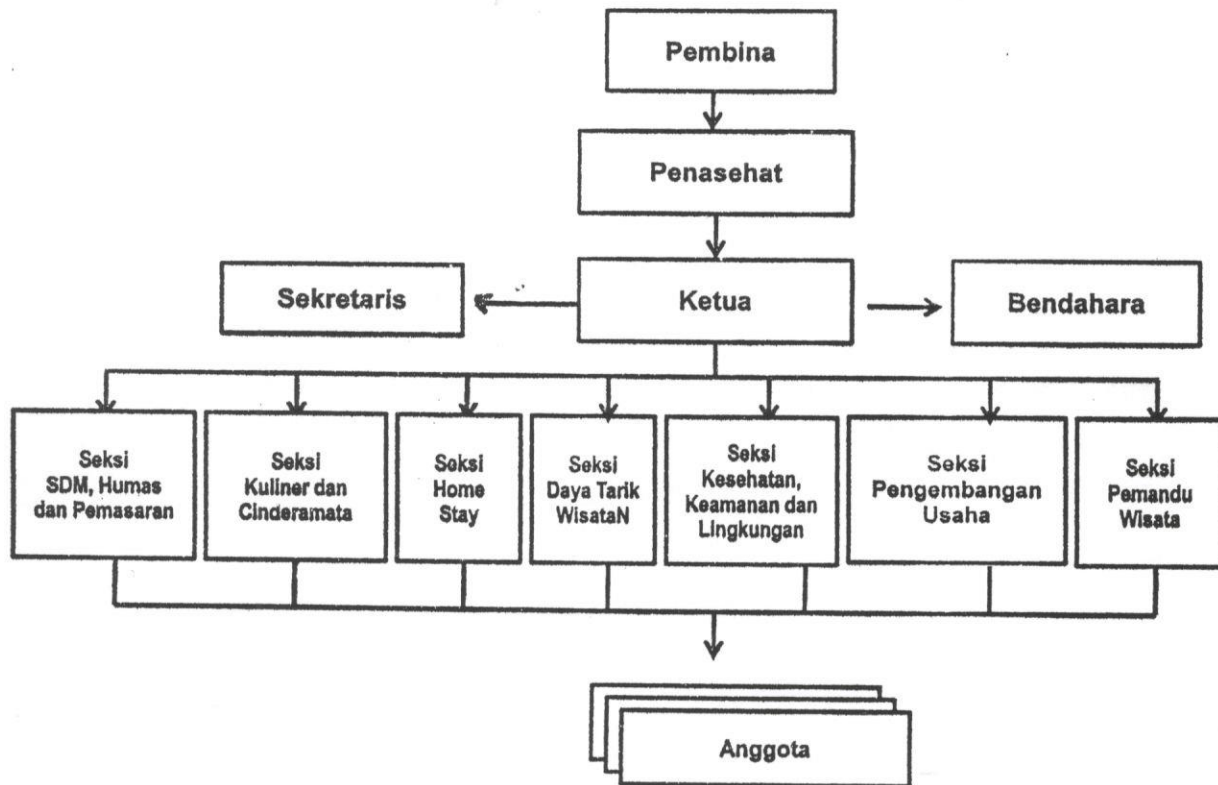 Pembina
Penasehat
Sekretaris
Ketua
Bendahara
Seksi
SDM, Humas
dan Pemasaran
Seksi
Kuliner dan
Cinderamata
Seksi
Home
Stay
Seksi
Daya Tarik
WisataN
Seksi
Kesehatan,
Keamanan dan
Lingkungan
Seksi
Pengembangan
Usaha
Seksi
Pemandu
Wisata
Anggota